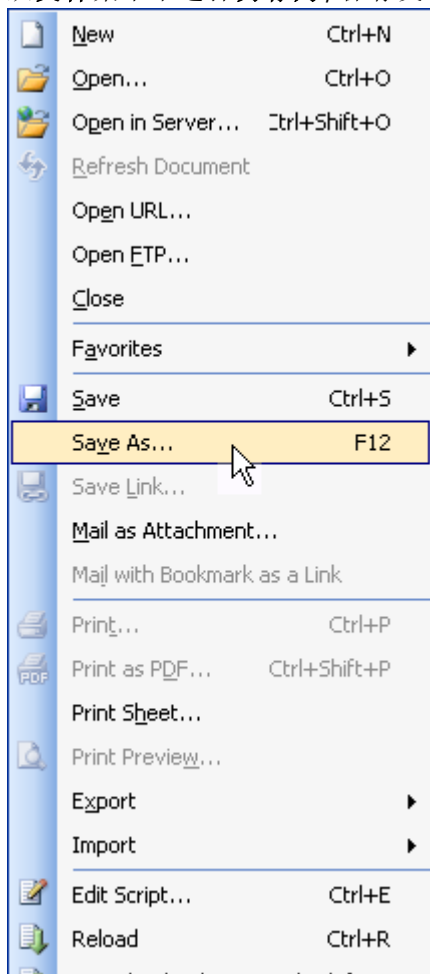 New Ctrl+N
Open... Ctrl+O
Open in Server... Ctrl+Shift+O
Refresh Document
Open URL...
Open FTP...
Close
Favorites
Save Ctrl+S
Save As... F12
Save Link...
Mail as Attachment...
Mail with Bookmark as a Link
Print... Ctrl+P
PDF Print as PDF... Ctrl+Shift+P
Print Sheet...
Print Preview...
Export
Import
Edit Script... Ctrl+E
Reload Ctrl+R